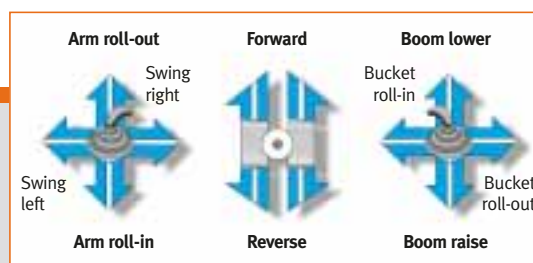 Arm roll-out
Forward
Boom lower
Swing
right
Bucket
roll-in
Swing
left
Bucket
roll-out
Arm roll-in
Reverse
Boom raise